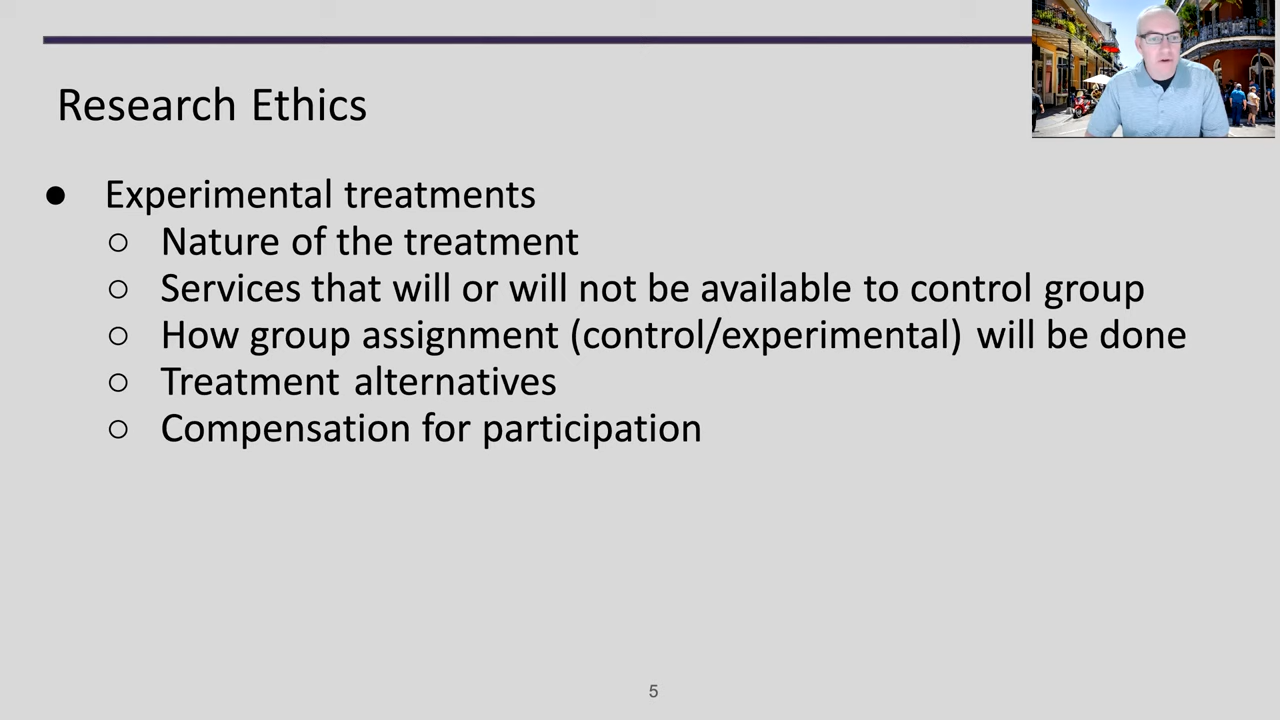 Research Ethics
● Experimental treatments
○ Nature of the treatment
○ Services that will or will not be available to control group
○ How group assignment (control/experimental) will be done
○ Treatment alternatives
○ Compensation for participation
5